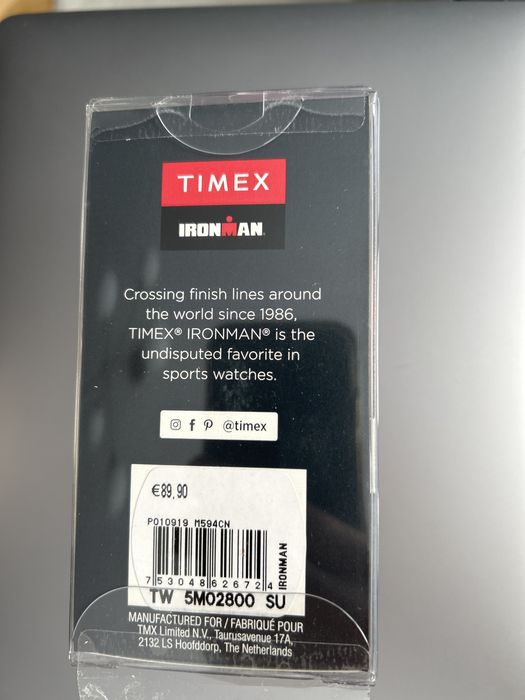 TIMEX
IRONMAN
Crossing finish lines around
the world since 1986,
TIMEX® IRONMAN® is the
undisputed favorite in
sports watches.
@timex
€89,90
P010919 M594CN
7 53048 62672 4
IRONMAN
TW 5M02800 SU
MANUFACTURED FOR / FABRIQUÉ POUR
TMX Limited N.V., Taurusavenue 17A,
2132 LS Hoofddorp, The Netherlands